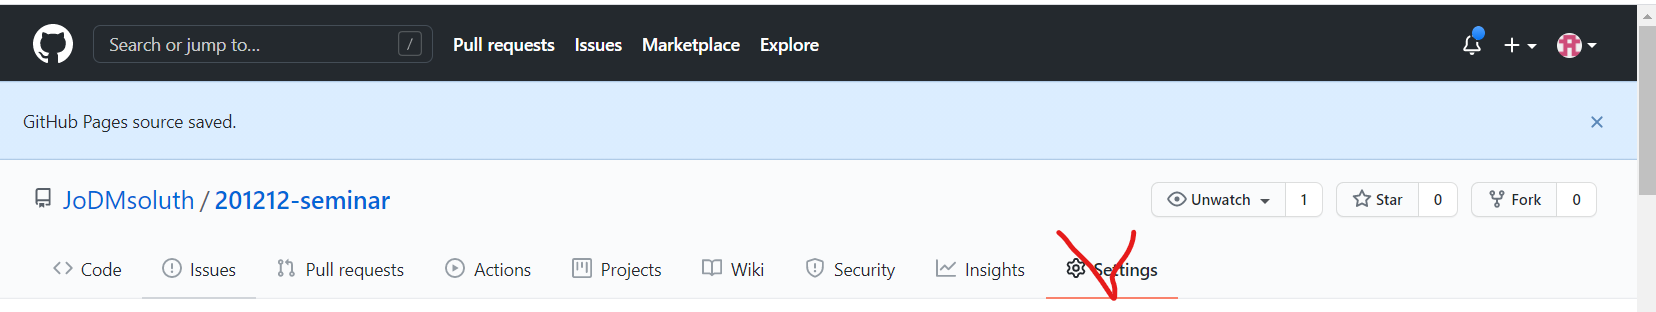 Search or jump to... / Pull requests Issues Marketplace Explore
GitHub Pages source saved.
JoDMsoluth / 201212-seminar Unwatch 1 Star 0 Fork 0
Code Issues Pull requests Actions Projects Wiki Security Insights Settings